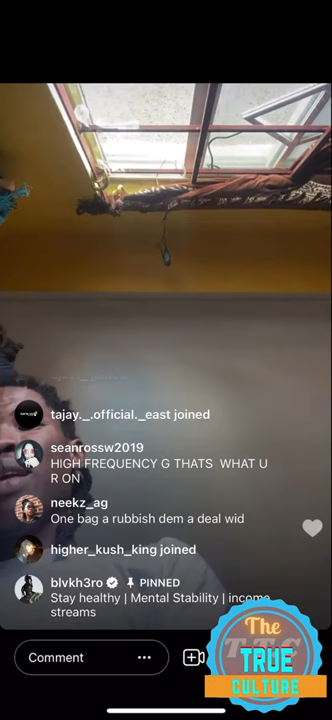 tajay._.official._east joined
seanrossw2019
HIGH FREQUENCY G THATS WHAT U
R ON
neekz_ag
One bag a rubbish dem a deal wid
higher_kush_king joined
blvkh3ro PINNED
Stay healthy | Mental Stability | income
streams
Comment
The
TRUE
CULTURE